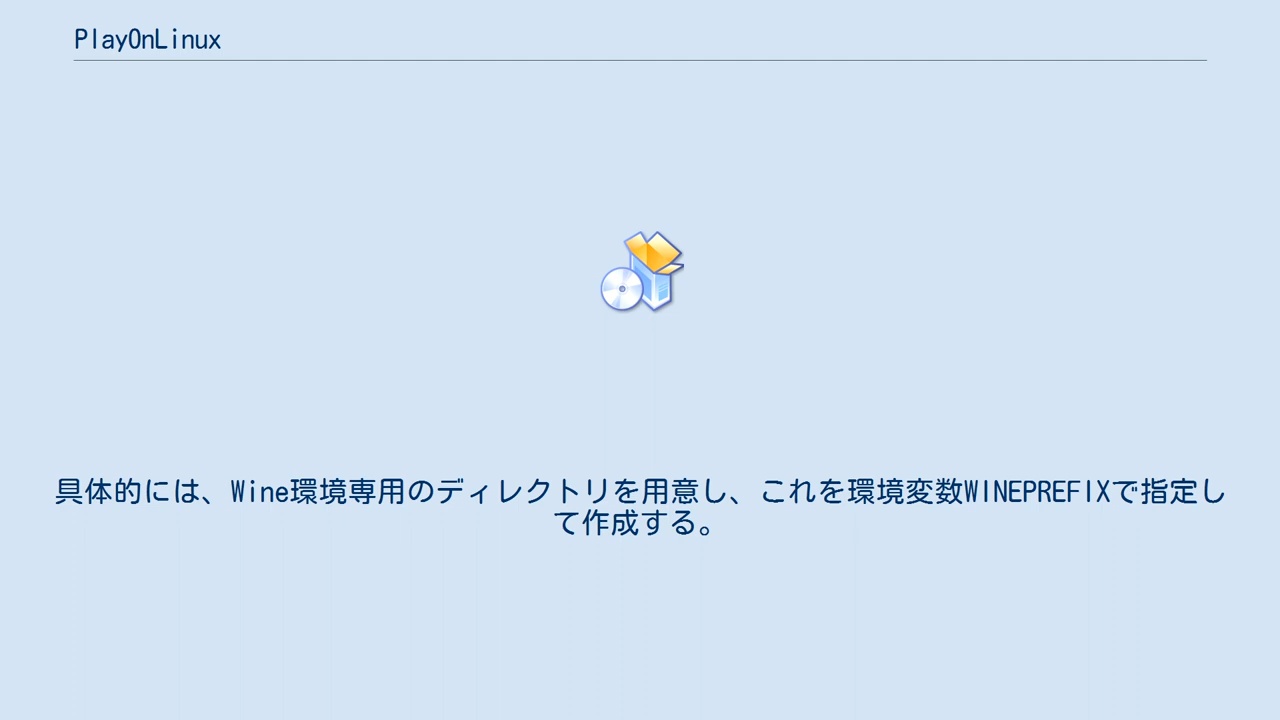 PlayOnLinux
具体的には、Wine環境専用のディレクトリを用意し、これを環境変数WINEPREFIXで指定し
て作成する。